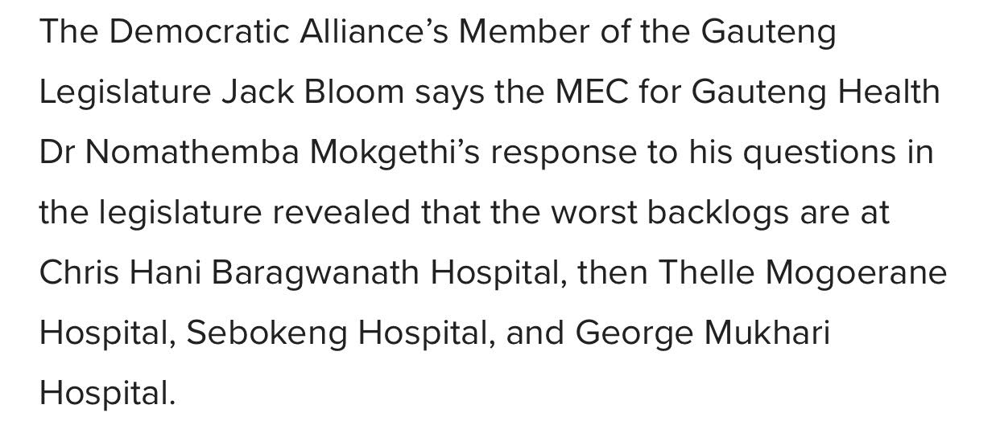 The Democratic Alliance’s Member of the Gauteng
Legislature Jack Bloom says the MEC for Gauteng Health
Dr Nomathemba Mokgethi’s response to his questions in
the legislature revealed that the worst backlogs are at
Chris Hani Baragwanath Hospital, then Thelle Mogoerane
Hospital, Sebokeng Hospital, and George Mukhari
Hospital.